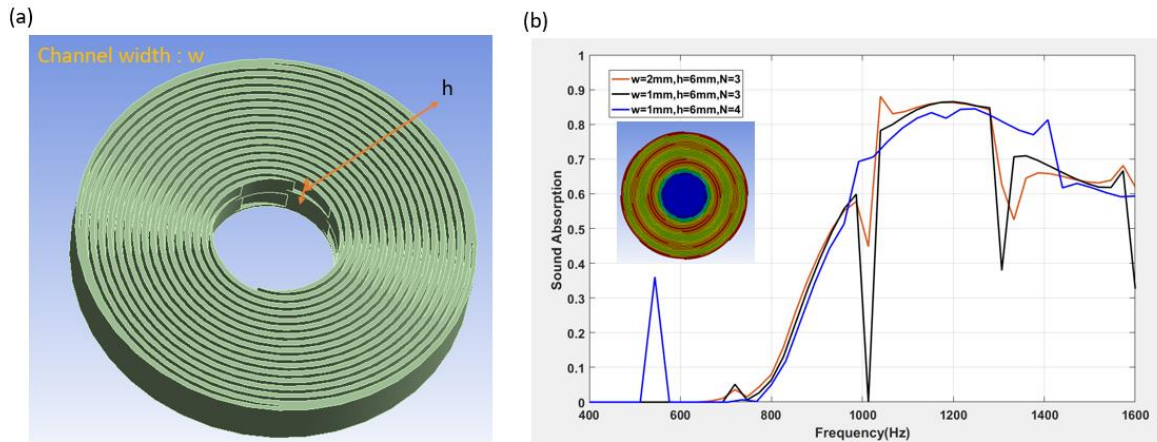 (a)
Channel width : w
h
(b)
w=2mm,h=6mm,N=3
w=1mm,h=6mm,N=3
w=1mm,h=6mm,N=4
1
0.9
0.8
0.7
0.6
0.5
0.4
0.3
0.2
0.1
0
Sound Absorption
400 600 800 1000 1200 1400 1600
Frequency(Hz)